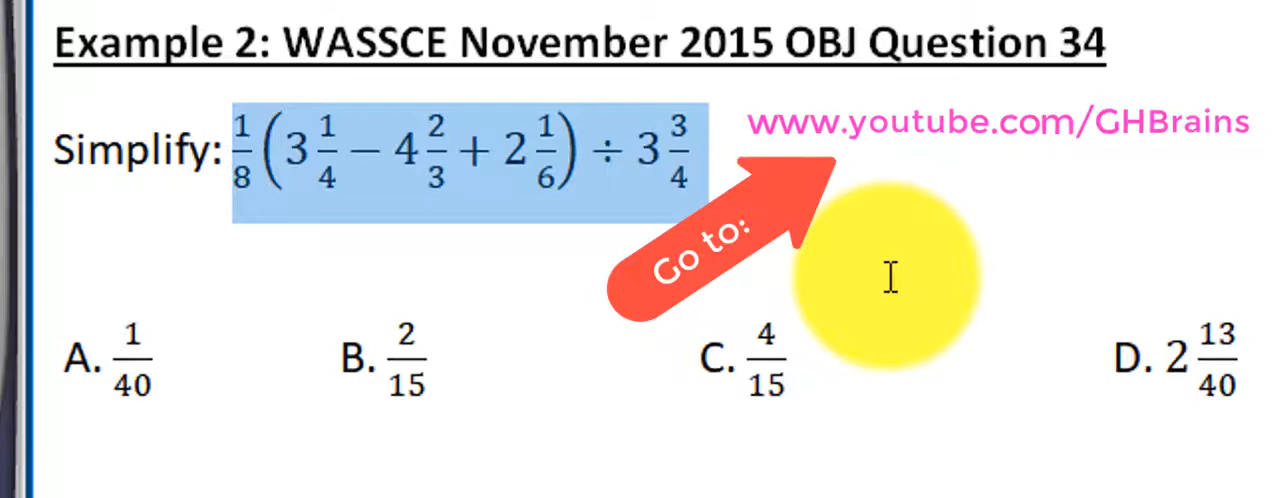 Example 2: WASSCE November 2015 OBJ Question 34
www.youtube.com/GHBrains
Simplify: 1/8 (3 1/4 − 4 2/3 + 2 1/6) ÷ 3 3/4
Go to:
A. 1/40 B. 2/15 C. 4/15 D. 2 13/40